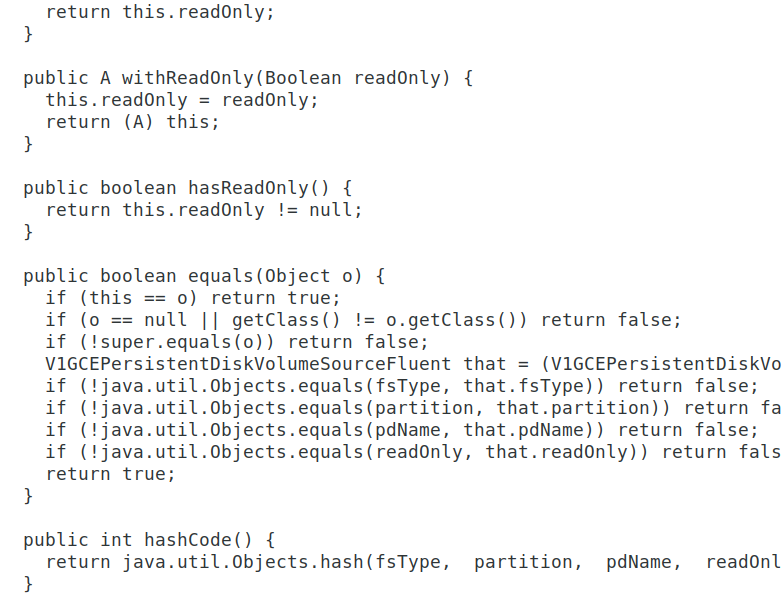 return this.readOnly;
}
public A withReadOnly(Boolean readOnly) {
this.readOnly = readOnly;
return (A) this;
}
public boolean hasReadOnly() {
return this.readOnly != null;
}
public boolean equals(Object o) {
if (this == o) return true;
if (o == null || getClass() != o.getClass()) return false;
if (!super.equals(o)) return false;
V1GCEPersistentDiskVolumeSourceFluent that = (V1GCEPersistentDiskVo
if (!java.util.Objects.equals(fsType, that.fsType)) return false;
if (!java.util.Objects.equals(partition, that.partition)) return fa
if (!java.util.Objects.equals(pdName, that.pdName)) return false;
if (!java.util.Objects.equals(readOnly, that.readOnly)) return fals
return true;
}
public int hashCode() {
return java.util.Objects.hash(fsType,  partition,  pdName,  readOnl
}